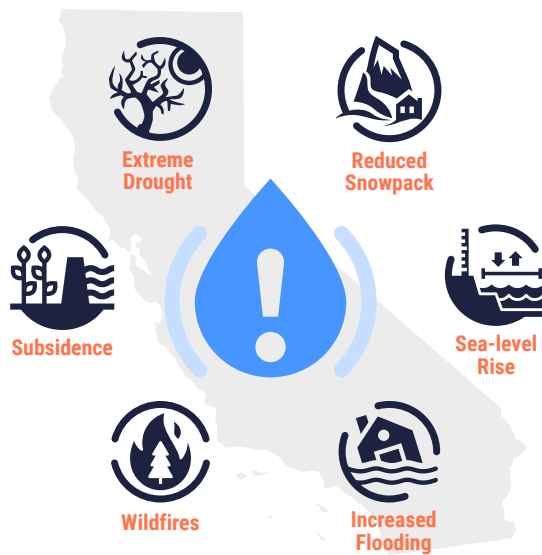 Extreme
Drought
Reduced
Snowpack
Subsidence
Sea-level
Rise
Wildfires
Increased
Flooding